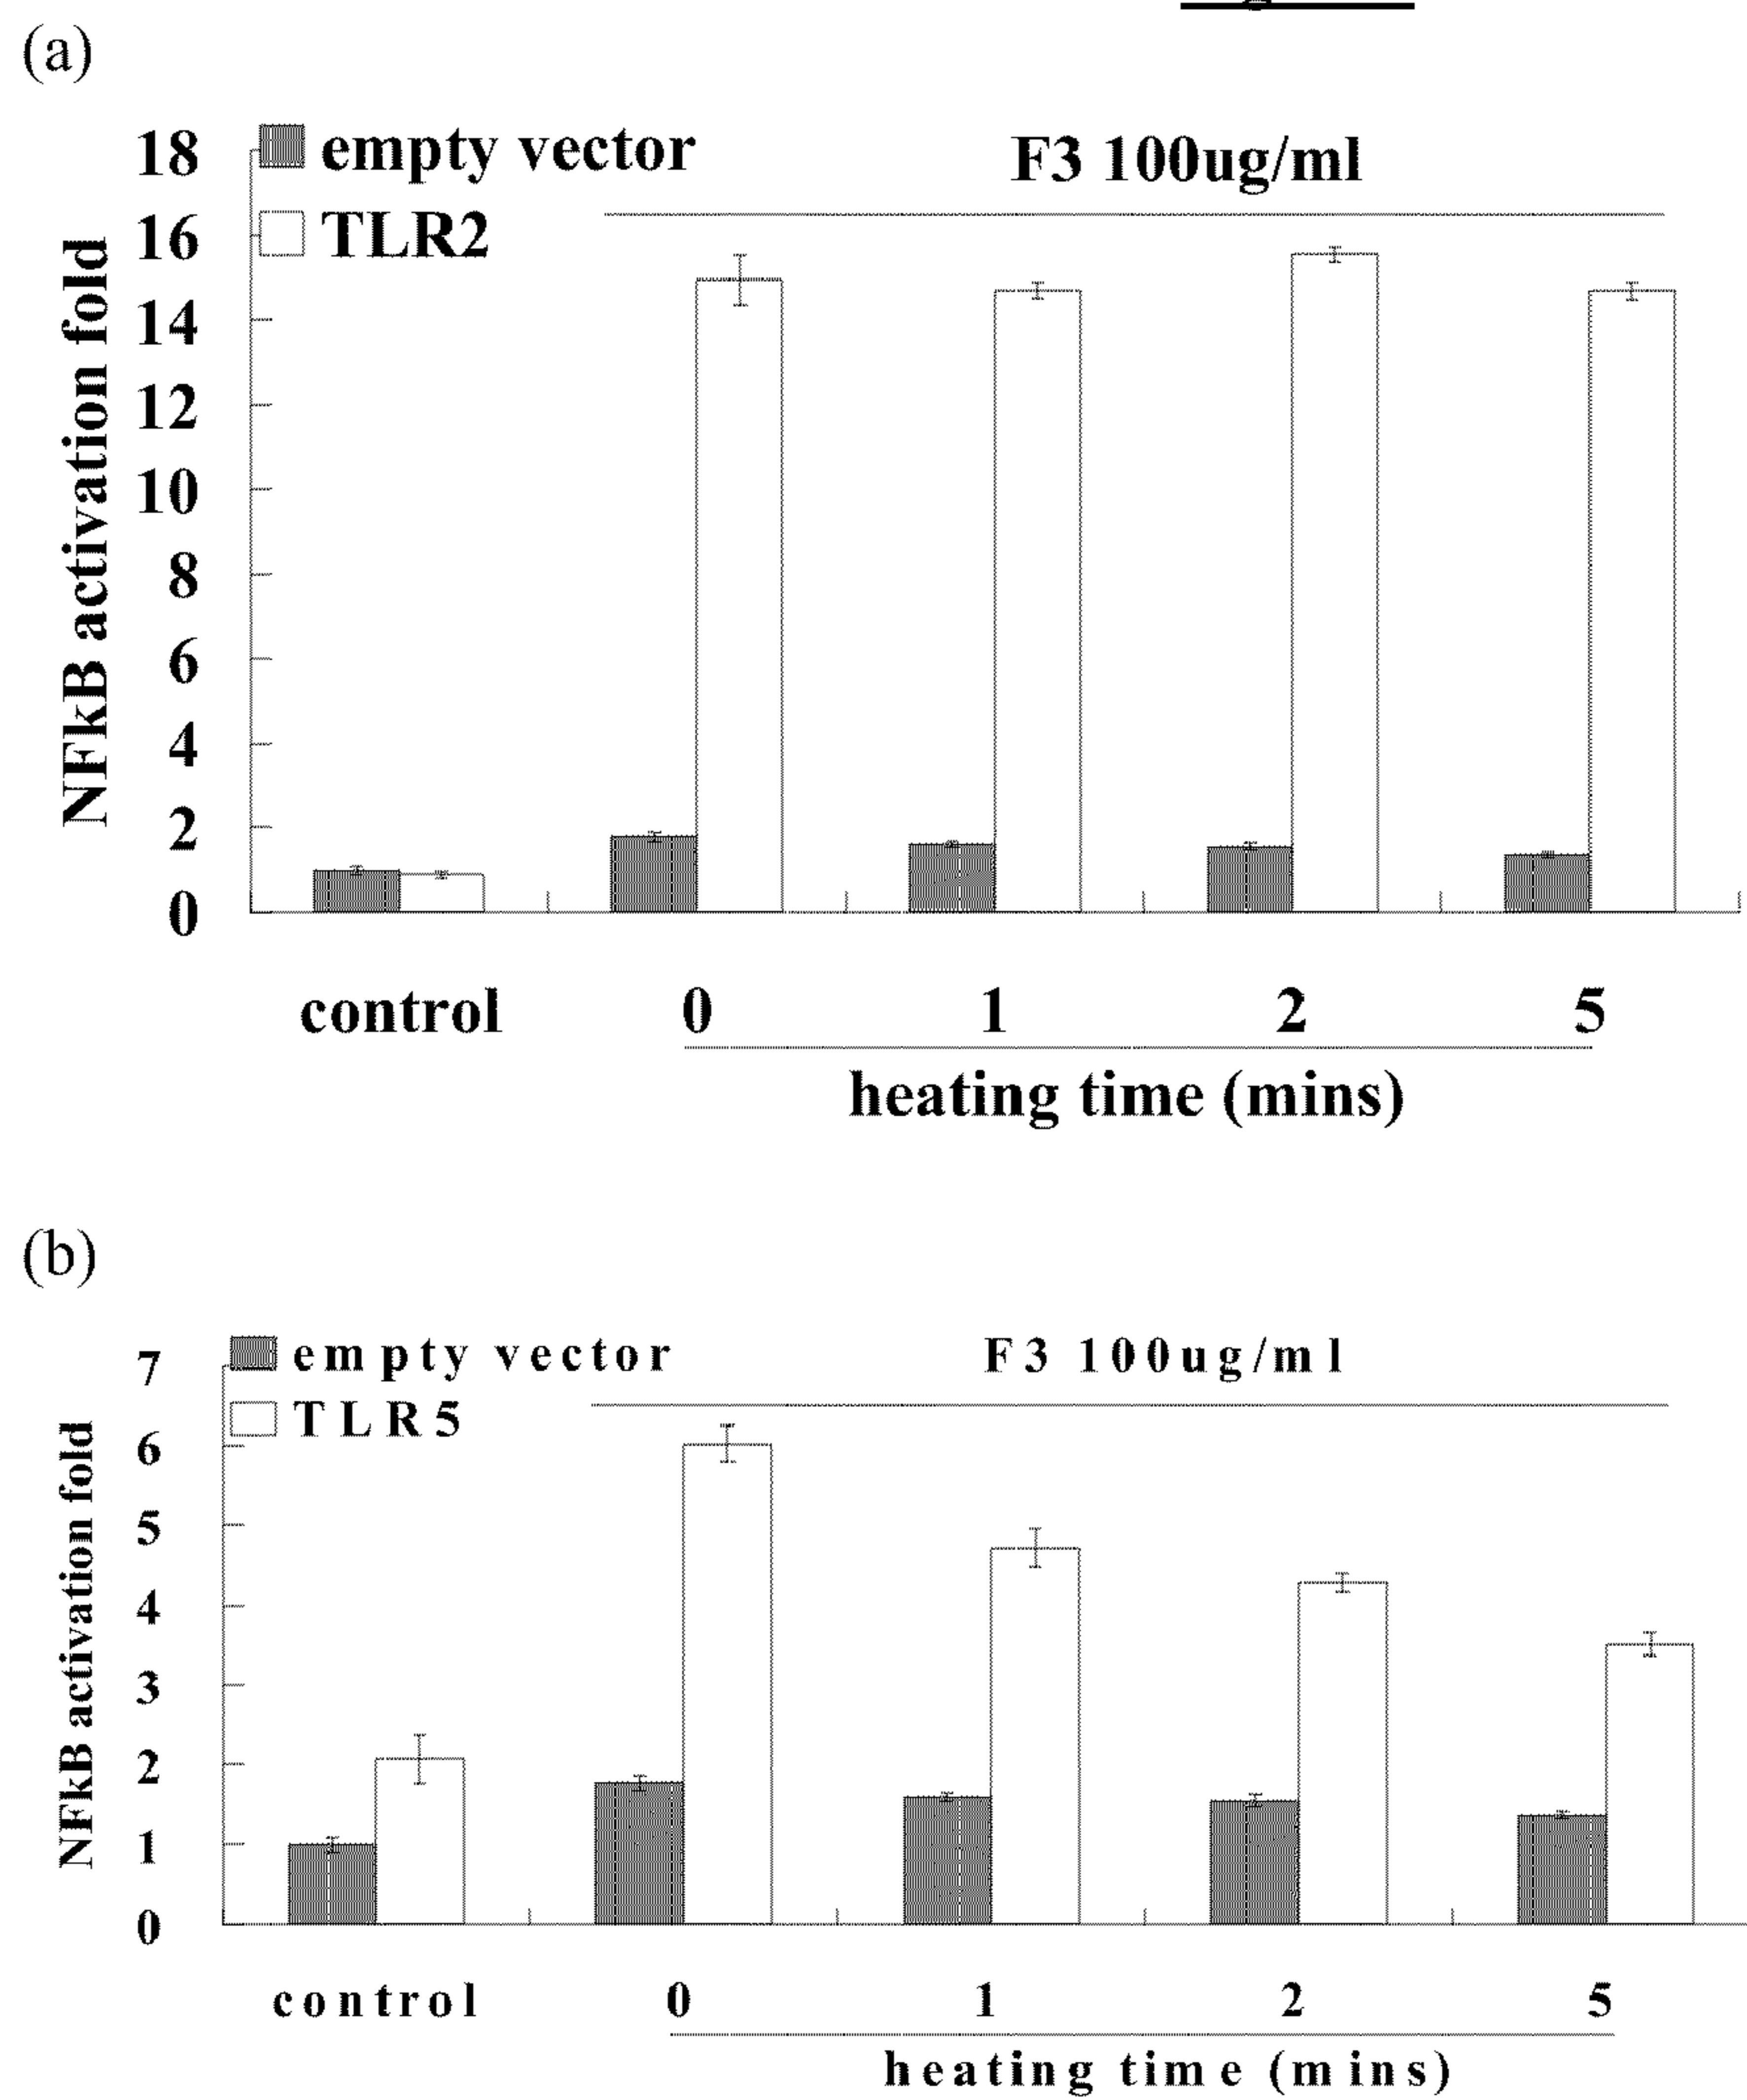 (a)
empty vector
TLR2
F3 100ug/ml
NFkB activation fold
18
16
14
12
10
8
6
4
2
0
control 0 1 2 5
heating time (mins)
(b)
empty vector
TLR5
F3 100ug/ml
NFkB activation fold
7
6
5
4
3
2
1
0
control 0 1 2 5
heating time (mins)